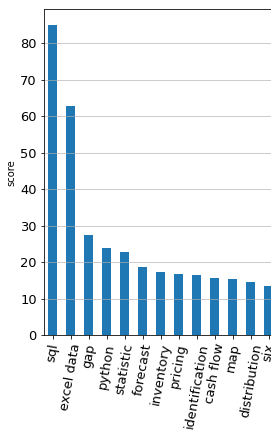 80
70
60
50
40
30
20
10
0
score
sql
excel data
gap
python
statistic
forecast
inventory
pricing
identification
cash flow
map
distribution
six